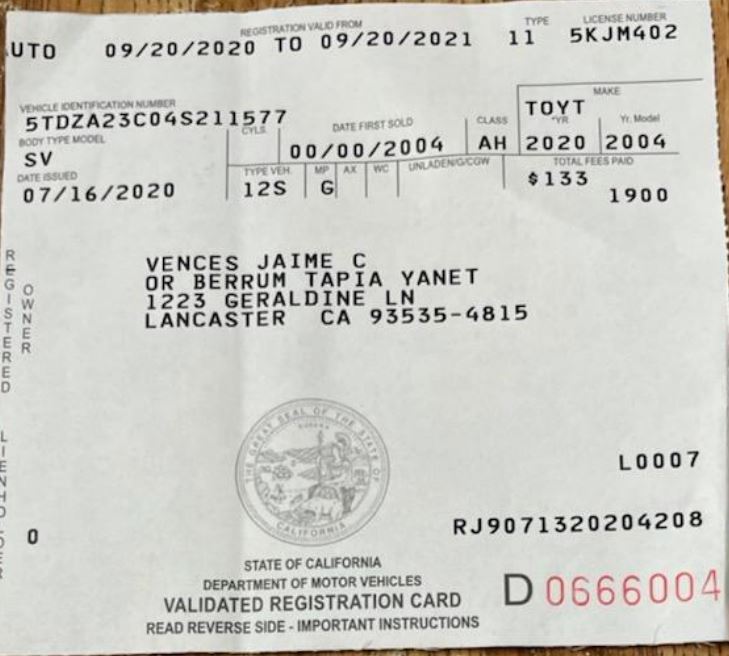 REGISTRATION VALID FROM TYPE LICENSE NUMBER
AUTO 09/20/2020 TO 09/20/2021 11 5KJM402
VEHICLE IDENTIFICATION NUMBER MAKE
5TDZA23C04S211577 TOYT
BODY TYPE MODEL CYLS. DATE FIRST SOLD CLASS *YR Yr. Model
SV 00/00/2004 AH 2020 2004
DATE ISSUED TYPE VEH. MP AX WC UNLADEN/G/CGW TOTAL FEES PAID
07/16/2020 12S G $133
1900
REGISTERED OWNER
VENCES JAIME C
OR BERRUM TAPIA YANET
1223 GERALDINE LN
LANCASTER CA 93535-4815
THE GREAT SEAL OF THE STATE OF CALIFORNIA
EUREKA
L0007
0
RJ9071320204208
STATE OF CALIFORNIA
DEPARTMENT OF MOTOR VEHICLES
VALIDATED REGISTRATION CARD
READ REVERSE SIDE - IMPORTANT INSTRUCTIONS
D 0666004